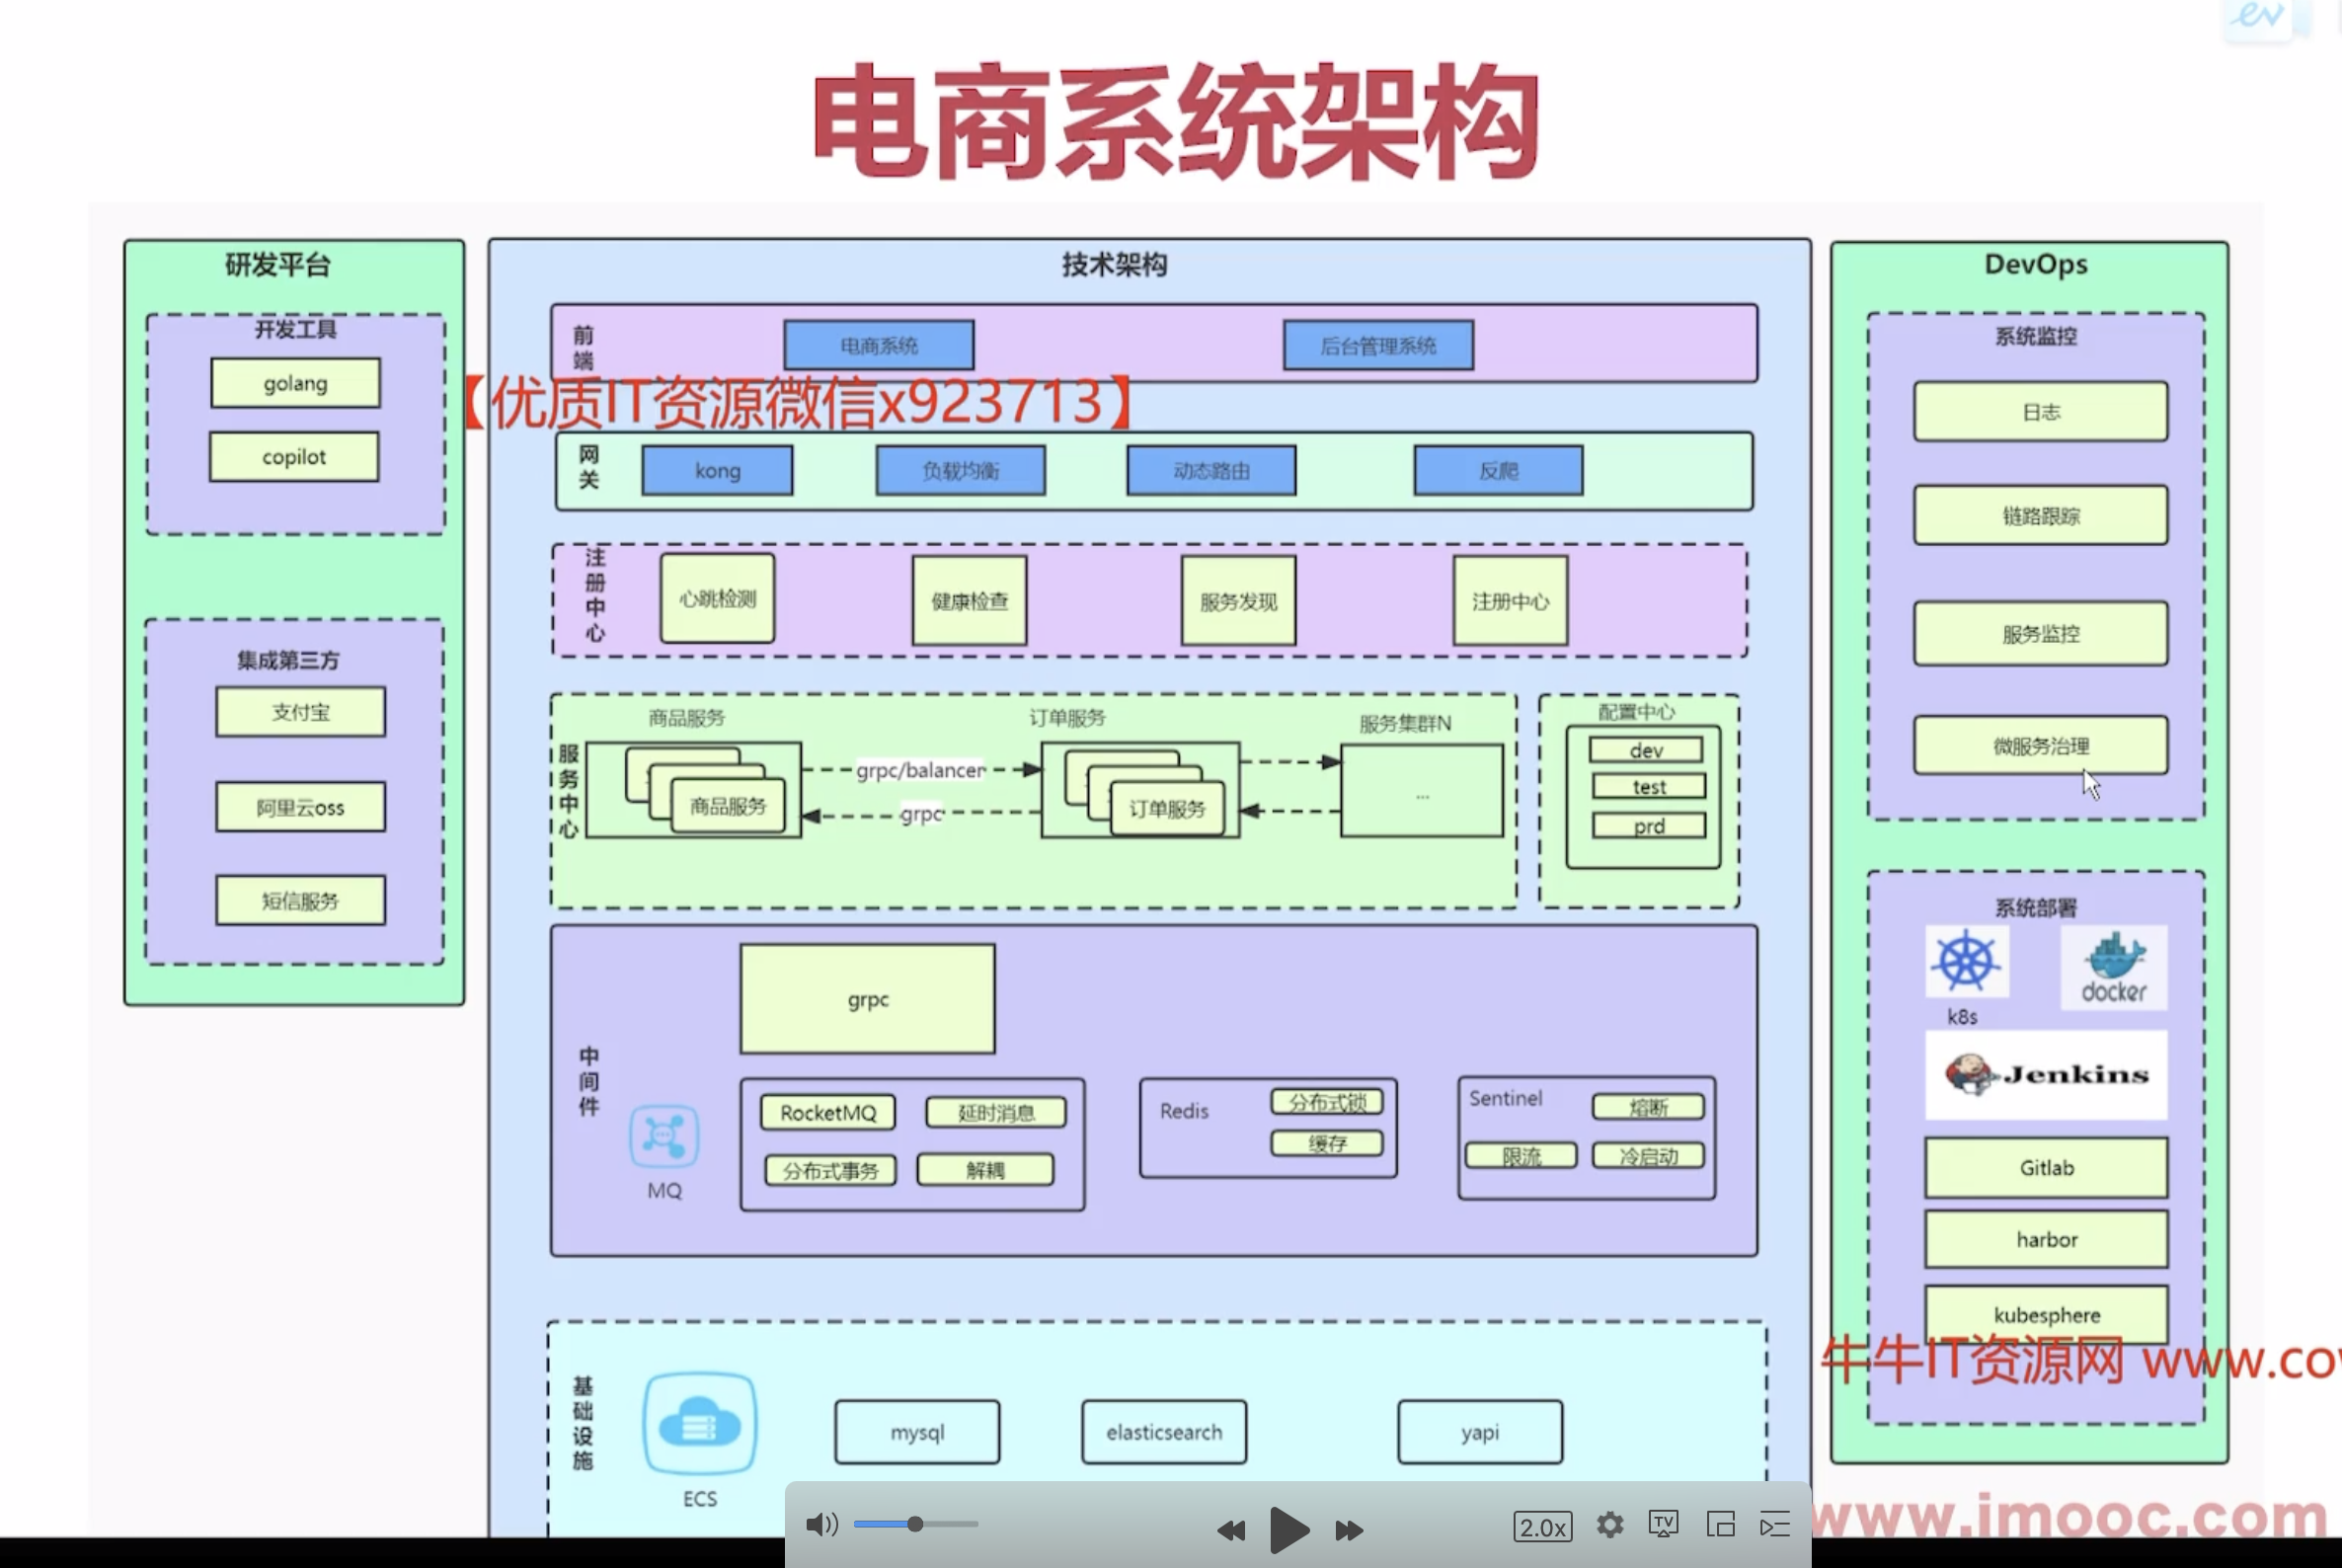 ev
电商系统架构
研发平台
开发工具
golang
copilot
集成第三方
支付宝
阿里云oss
短信服务
技术架构
前端
电商系统
后台管理系统
【优质IT资源微信x923713】
网关
kong
负载均衡
动态路由
反爬
注册中心
心跳检测
健康检查
服务发现
注册中心
服务中心
商品服务
商品服务
grpc/balancer
grpc
订单服务
订单服务
服务集群N
...
配置中心
dev
test
prd
中间件
grpc
MQ
RocketMQ
延时消息
分布式事务
解耦
Redis
分布式锁
缓存
Sentinel
熔断
限流
冷启动
基础设施
ECS
mysql
elasticsearch
yapi
DevOps
系统监控
日志
链路跟踪
服务监控
微服务治理
系统部署
k8s
docker
Jenkins
Gitlab
harbor
kubesphere
牛牛IT资源网 www.co
www.imooc.com
2.0x
TV